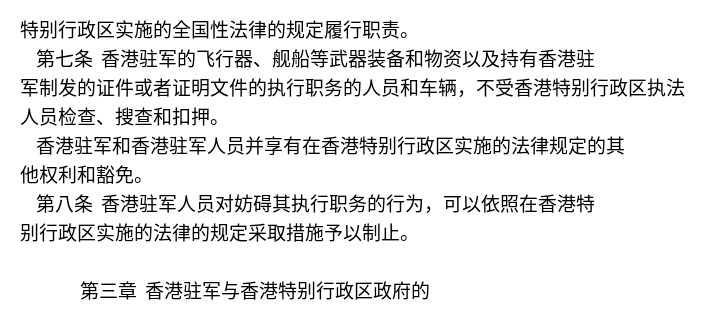 特别行政区实施的全国性法律的规定履行职责。
第七条 香港驻军的飞行器、舰船等武器装备和物资以及持有香港驻
军制发的证件或者证明文件的执行职务的人员和车辆，不受香港特别行政区执法
人员检查、搜查和扣押。
香港驻军和香港驻军人员并享有在香港特别行政区实施的法律规定的其
他权利和豁免。
第八条 香港驻军人员对妨碍其执行职务的行为，可以依照在香港特
别行政区实施的法律的规定采取措施予以制止。
第三章 香港驻军与香港特别行政区政府的